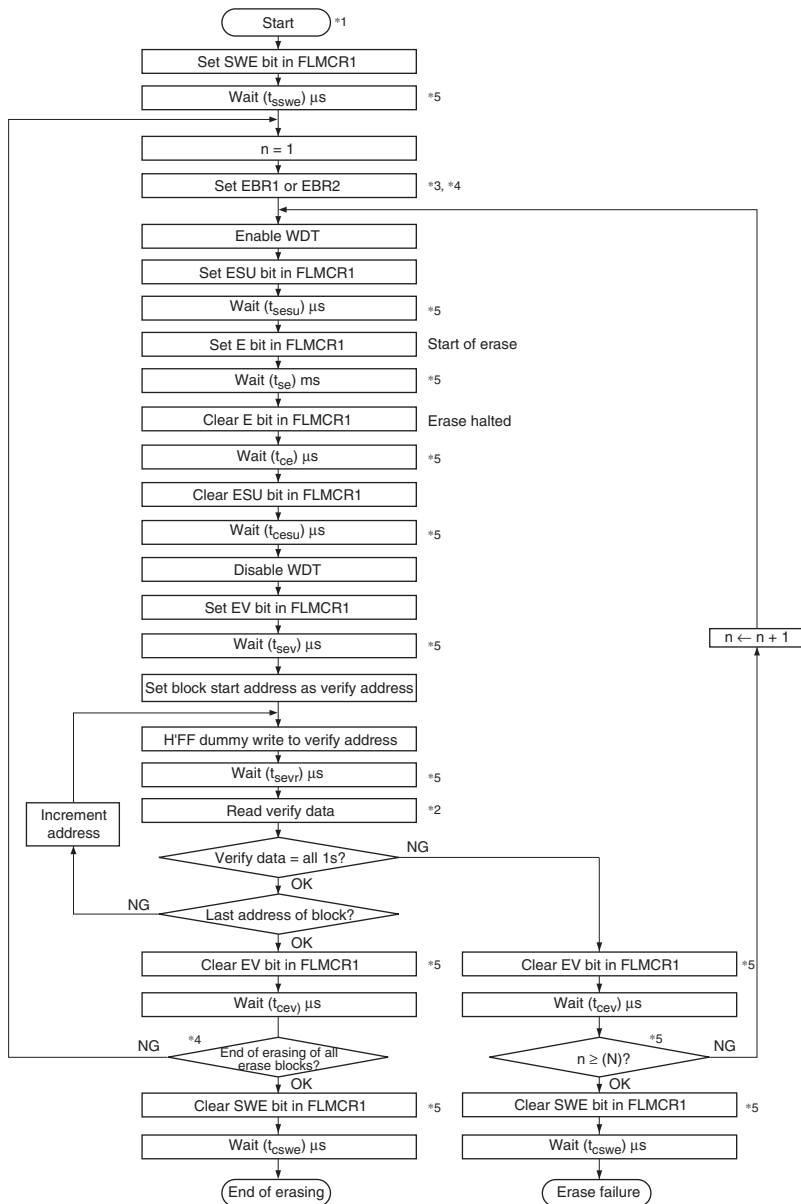 Start *1
Set SWE bit in FLMCR1
Wait (tsswe) μs *5
n = 1
Set EBR1 or EBR2 *3, *4
Enable WDT
Set ESU bit in FLMCR1
Wait (tsesu) μs *5
Set E bit in FLMCR1 Start of erase
Wait (tse) ms *5
Clear E bit in FLMCR1 Erase halted
Wait (tce) μs *5
Clear ESU bit in FLMCR1
Wait (tcesu) μs *5
Disable WDT
Set EV bit in FLMCR1
Wait (tsev) μs *5
n ← n + 1
Set block start address as verify address
H'FF dummy write to verify address
Wait (tsevr) μs *5
Increment
address
Read verify data *2
Verify data = all 1s? NG
OK
NG Last address of block?
OK
Clear EV bit in FLMCR1 *5
Wait (tcev) μs
NG *4
End of erasing of all
erase blocks?
OK
Clear SWE bit in FLMCR1 *5
Wait (tcswe) μs
End of erasing
Clear EV bit in FLMCR1 *5
Wait (tcev) μs
*5
n ≥ (N)? NG
OK
Clear SWE bit in FLMCR1 *5
Wait (tcswe) μs
Erase failure